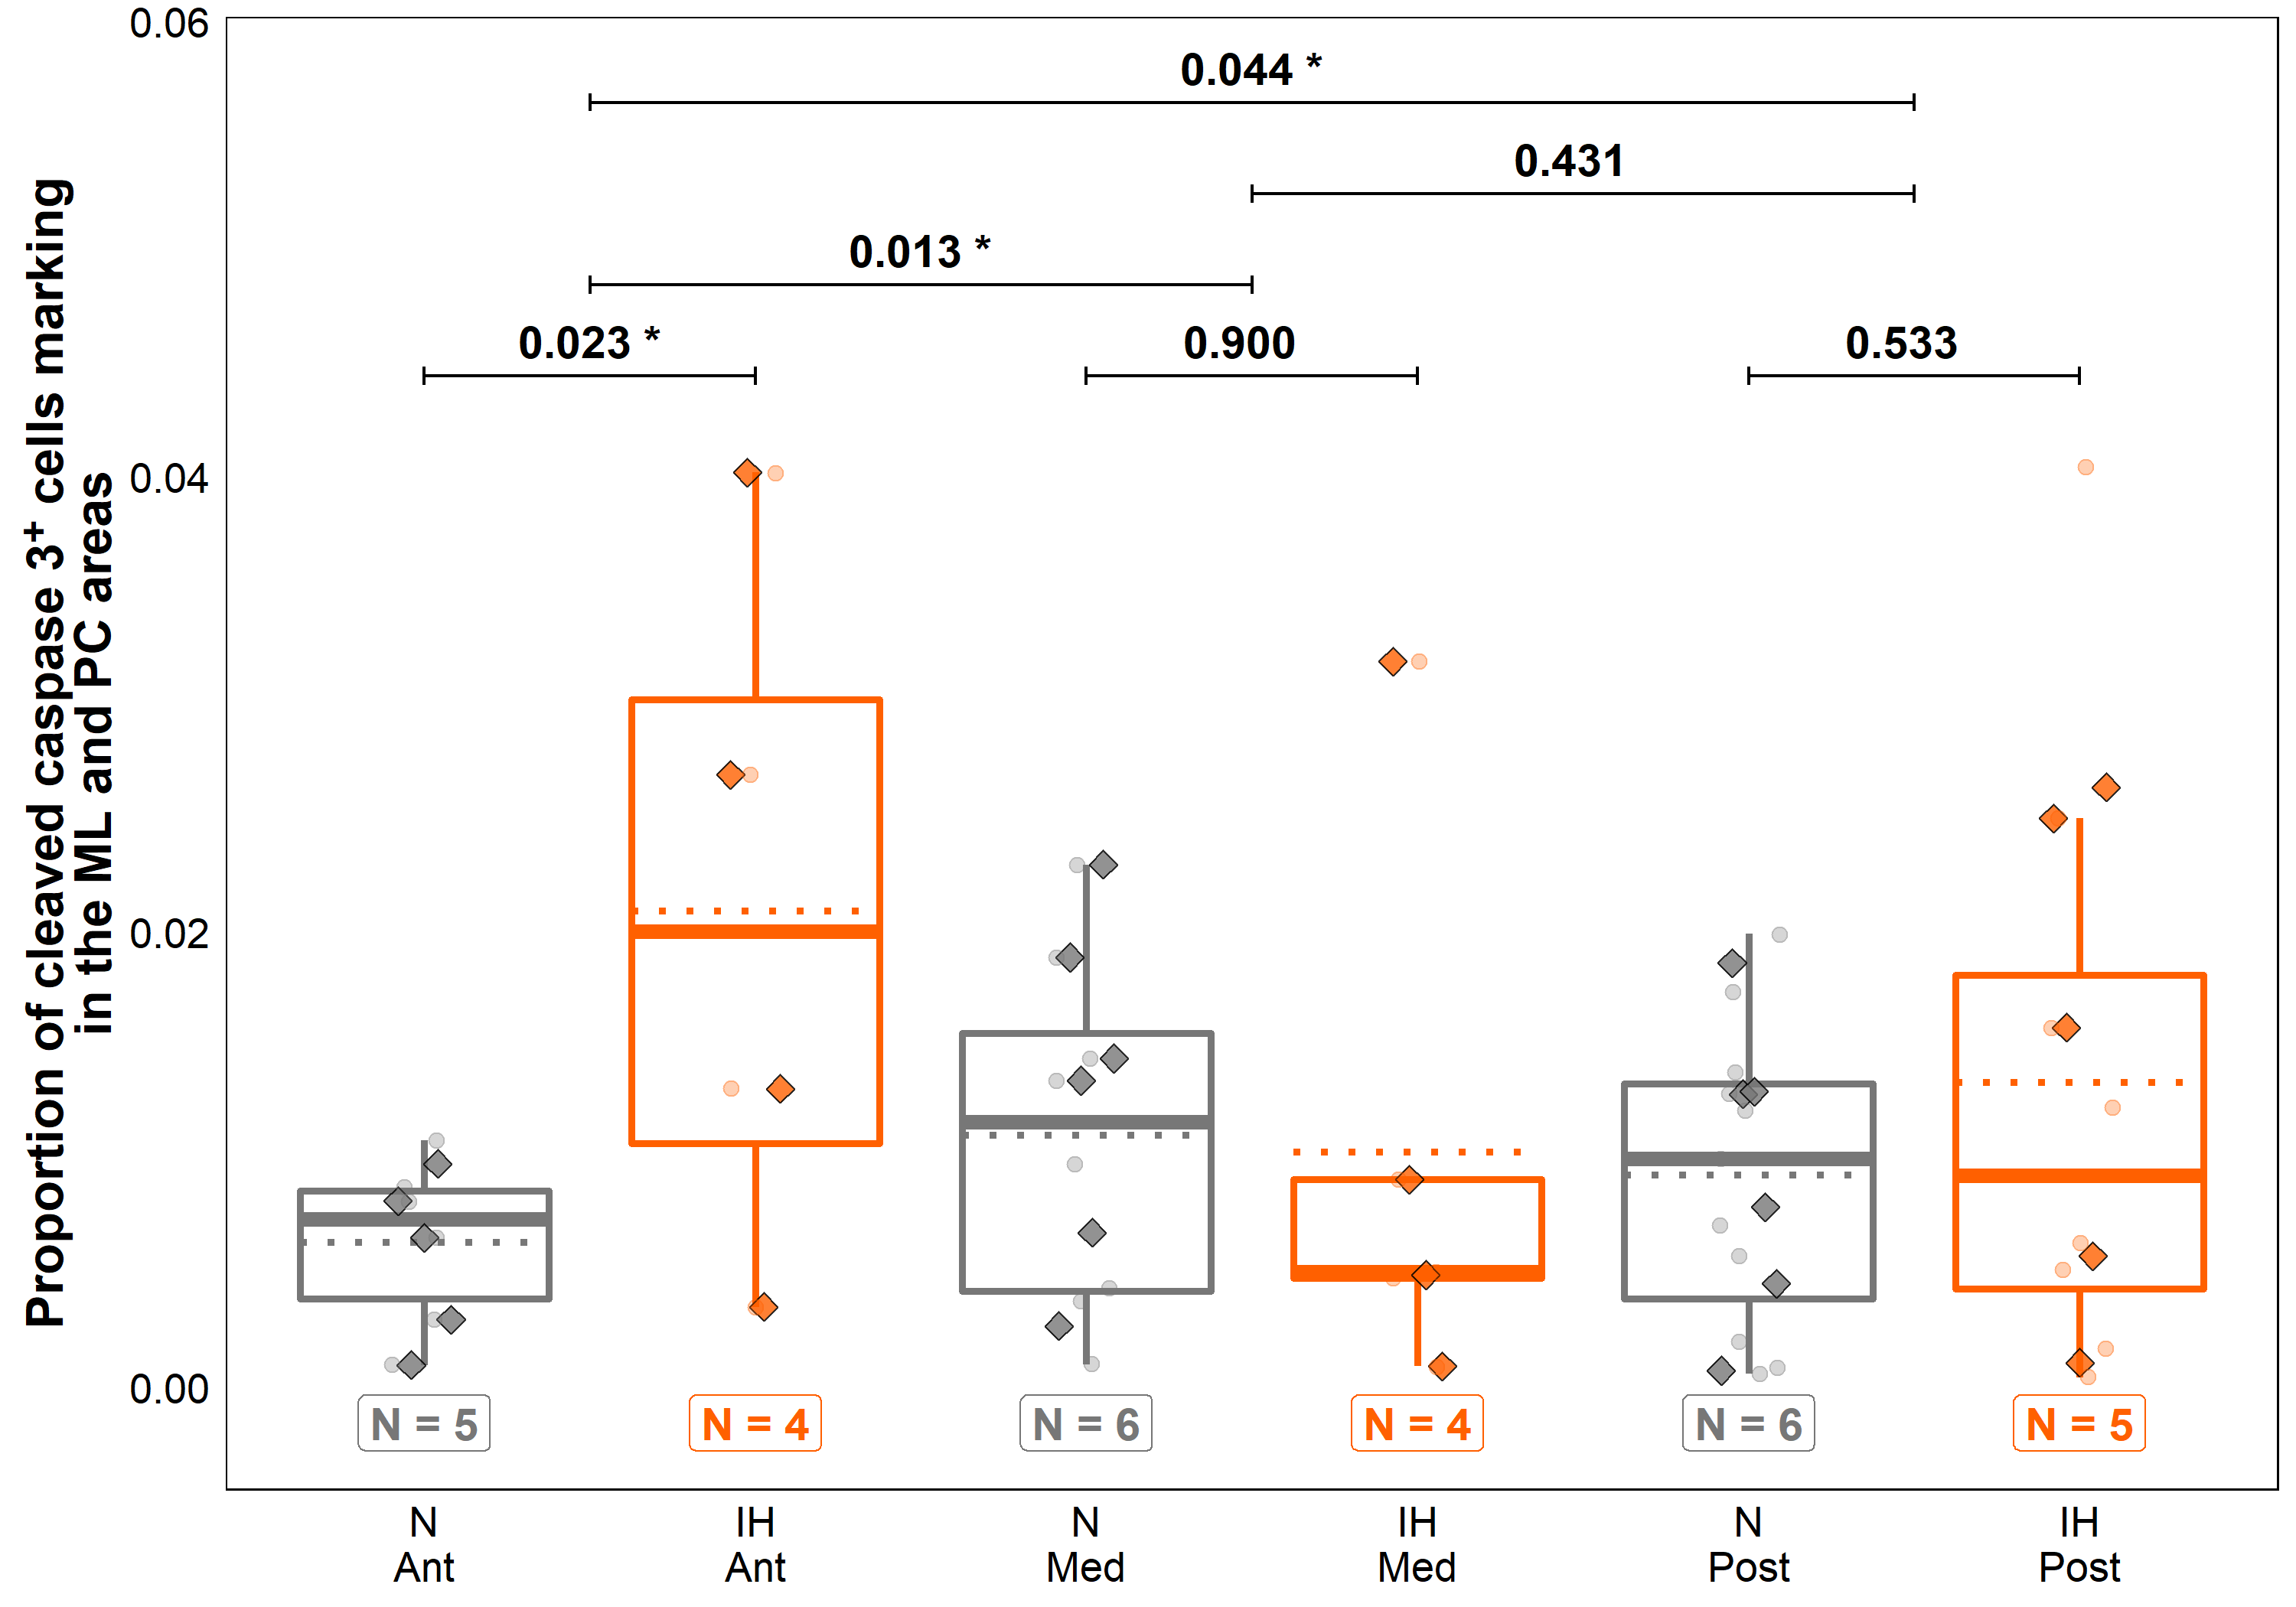 Proportion of cleaved caspase 3⁺ cells marking
in the ML and PC areas
0.06
0.04
0.02
0.00
0.044 *
0.431
0.013 *
0.023 *
0.900
0.533
N = 5
N = 4
N = 6
N = 4
N = 6
N = 5
N
Ant
IH
Ant
N
Med
IH
Med
N
Post
IH
Post